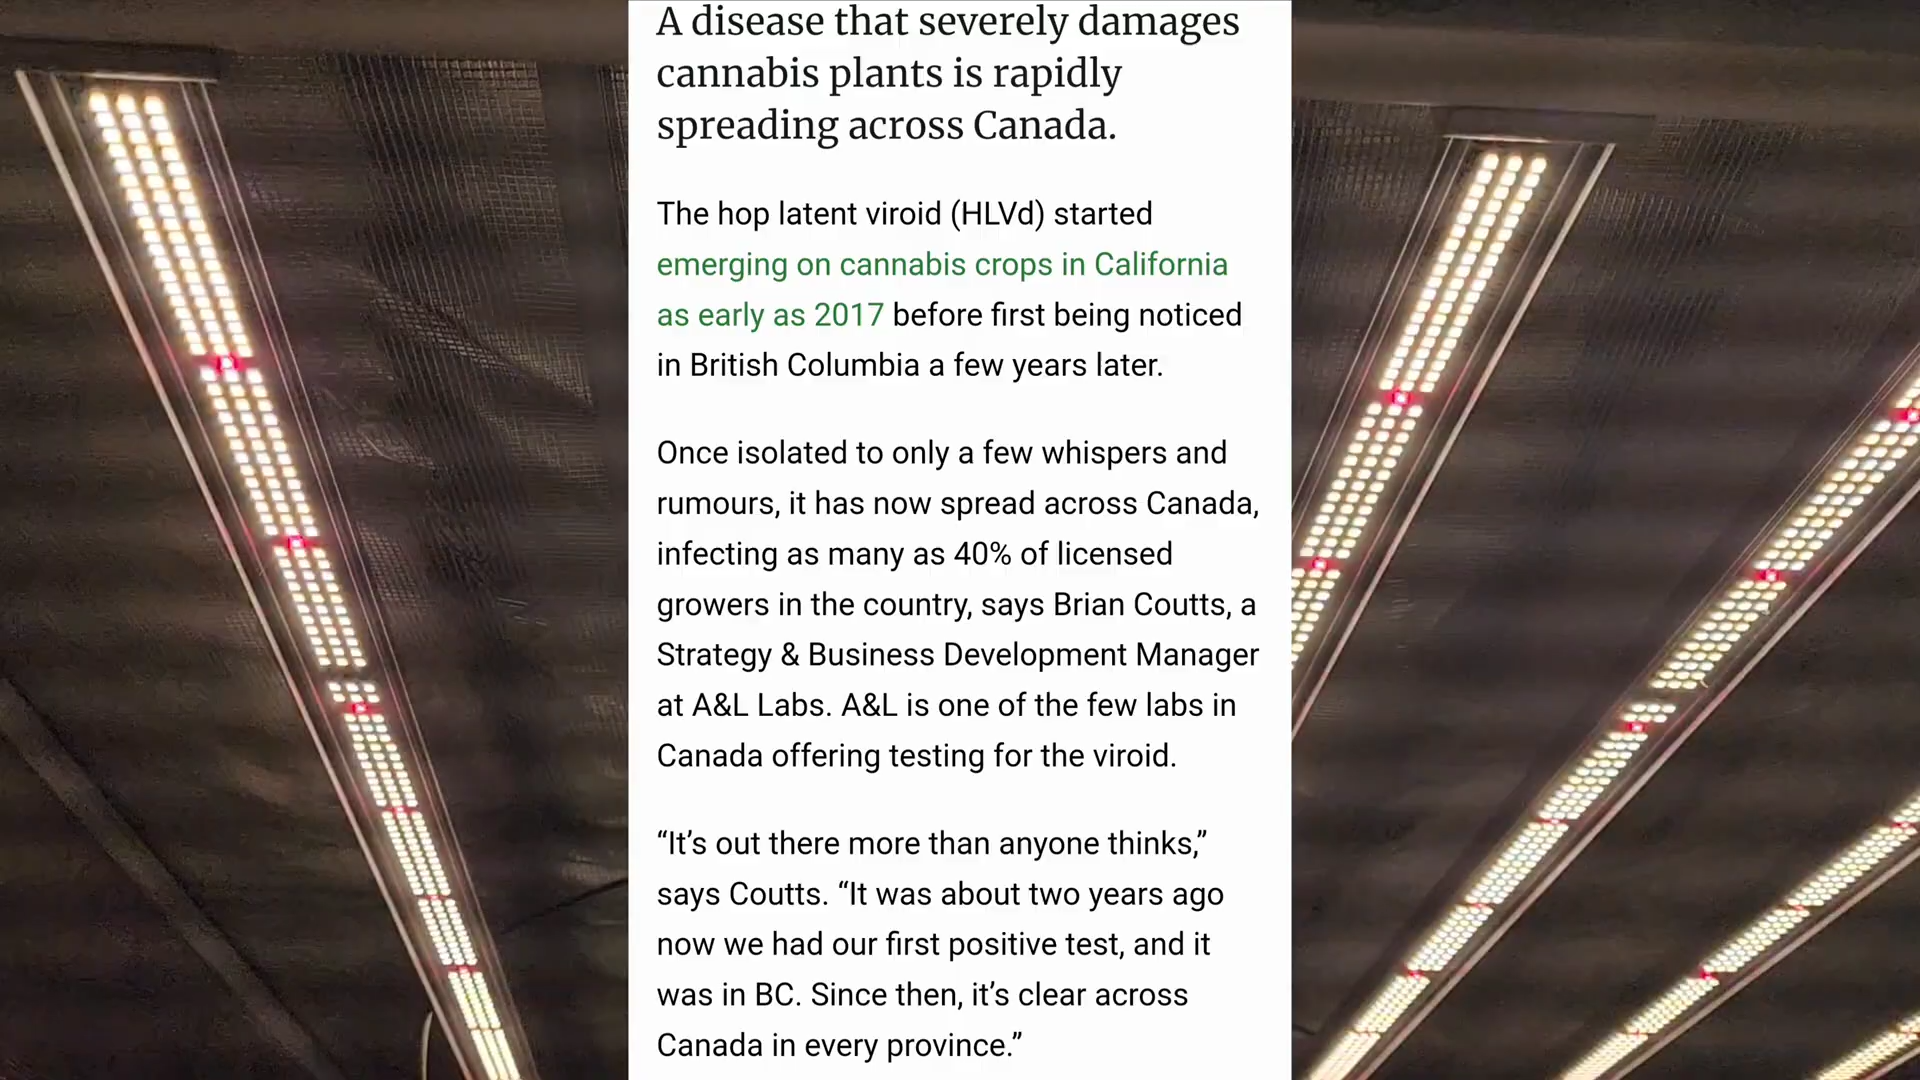 A disease that severely damages
cannabis plants is rapidly
spreading across Canada.
The hop latent viroid (HLVd) started
emerging on cannabis crops in California
as early as 2017 before first being noticed
in British Columbia a few years later.
Once isolated to only a few whispers and
rumours, it has now spread across Canada,
infecting as many as 40% of licensed
growers in the country, says Brian Coutts, a
Strategy & Business Development Manager
at A&L Labs. A&L is one of the few labs in
Canada offering testing for the viroid.
“It’s out there more than anyone thinks,”
says Coutts. “It was about two years ago
now we had our first positive test, and it
was in BC. Since then, it’s clear across
Canada in every province.”